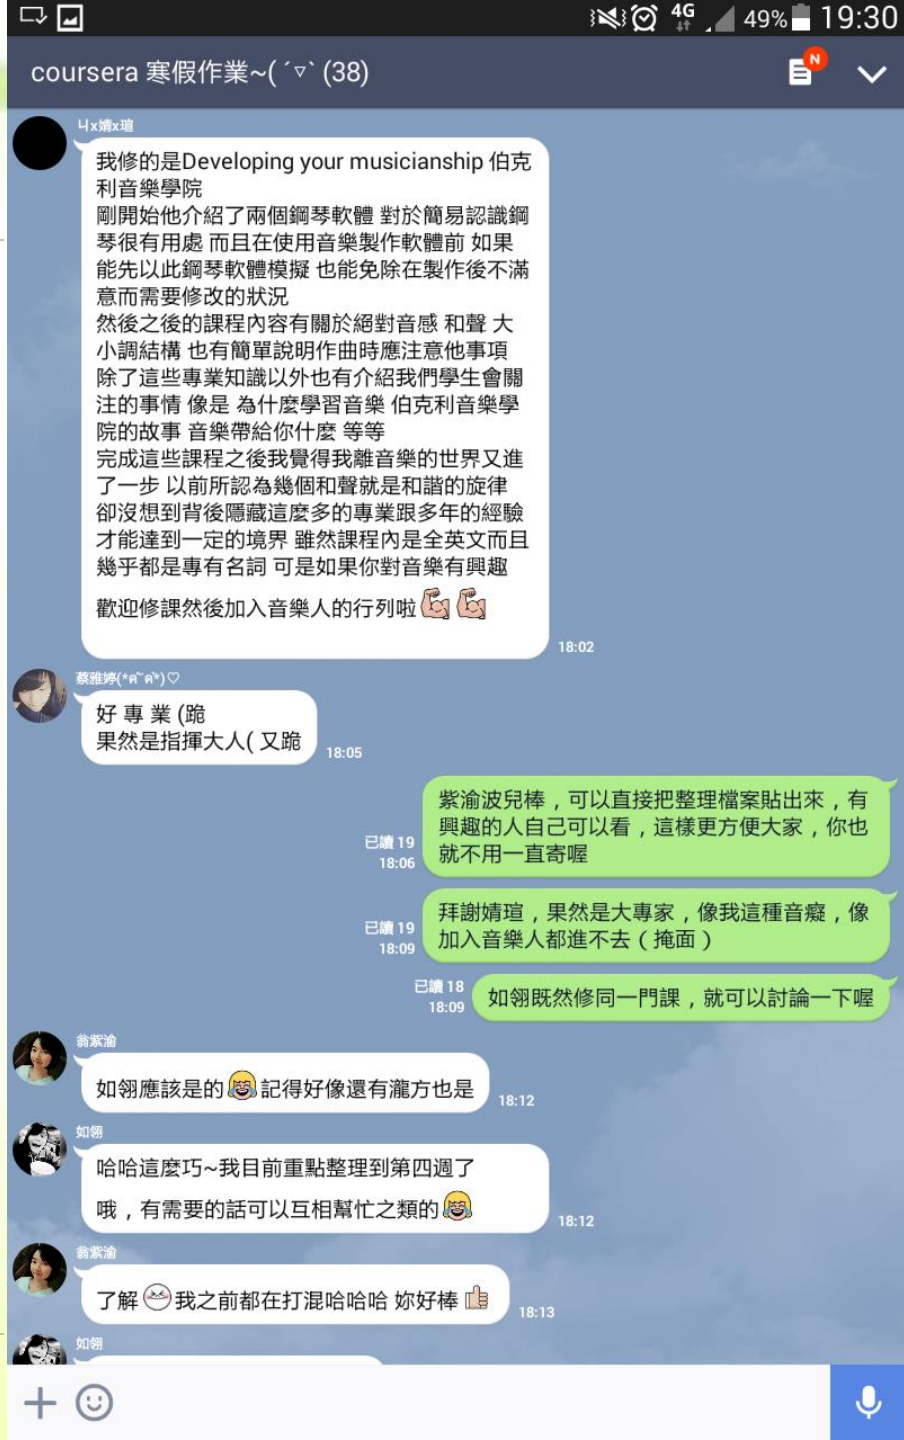 4G 49% 19:30
coursera 寒假作業~( ´▽` (38)
N
ㄐx婧x瑄
我修的是Developing your musicianship 伯克
利音樂學院
剛開始他介紹了兩個鋼琴軟體 對於簡易認識鋼
琴很有用處 而且在使用音樂製作軟體前 如果
能先以此鋼琴軟體模擬 也能免除在製作後不滿
意而需要修改的狀況
然後之後的課程內容有關於絕對音感 和聲 大
小調結構 也有簡單說明作曲時應注意他事項
除了這些專業知識以外也有介紹我們學生會關
注的事情 像是 為什麼學習音樂 伯克利音樂學
院的故事 音樂帶給你什麼 等等
完成這些課程之後我覺得我離音樂的世界又進
了一步 以前所認為幾個和聲就是和諧的旋律
卻沒想到背後隱藏這麼多的專業跟多年的經驗
才能達到一定的境界 雖然課程內是全英文而且
幾乎都是專有名詞 可是如果你對音樂有興趣
歡迎修課然後加入音樂人的行列啦
18:02
蔡雅婷(*ฅ́˘ฅ̀*)♡
好 專 業 (跪
果然是指揮大人( 又跪
18:05
紫渝波兒棒，可以直接把整理檔案貼出來，有
興趣的人自己可以看，這樣更方便大家，你也
就不用一直寄喔
已讀 19
18:06
拜謝婧瑄，果然是大專家，像我這種音癡，像
加入音樂人都進不去（掩面）
已讀 19
18:09
如翎既然修同一門課，就可以討論一下喔
已讀 18
18:09
翁紫渝
如翎應該是的 記得好像還有瀧方也是
18:12
如翎
哈哈這麼巧~我目前重點整理到第四週了
哦，有需要的話可以互相幫忙之類的
18:12
翁紫渝
了解 我之前都在打混哈哈哈 妳好棒
18:13
如翎